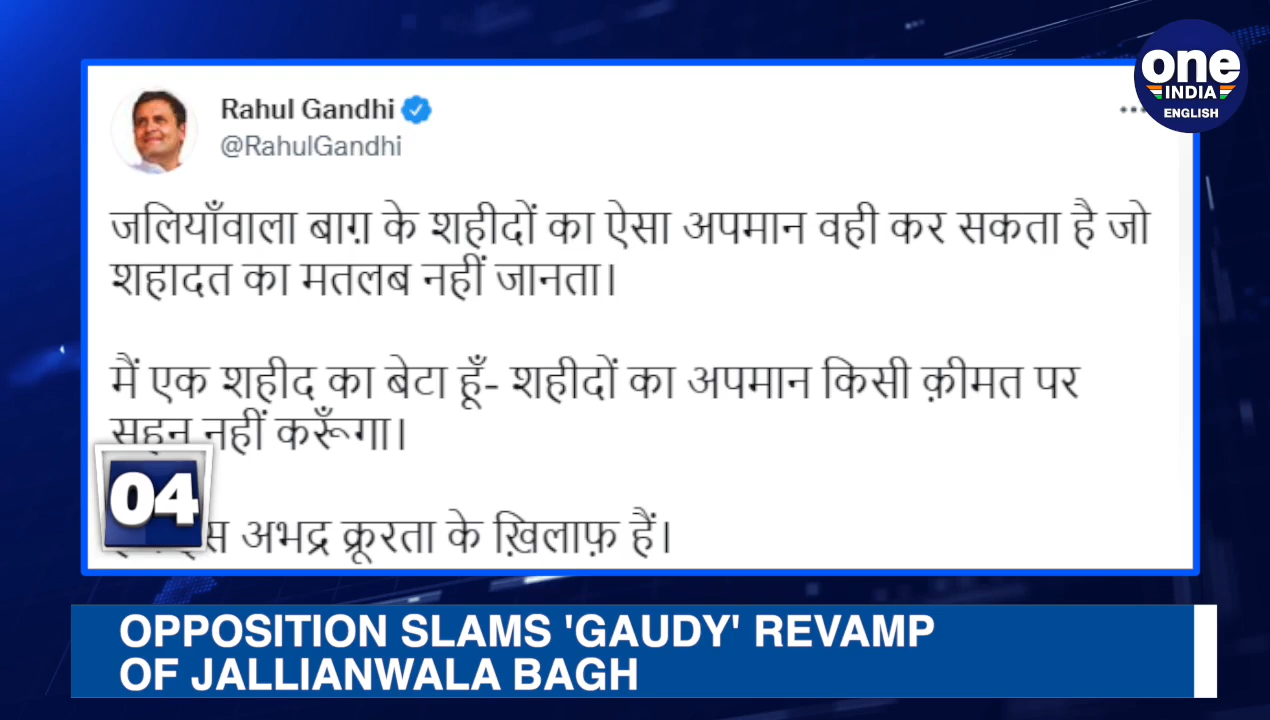 one
INDIA
ENGLISH
Rahul Gandhi
@RahulGandhi
जलियाँवाला बाग़ के शहीदों का ऐसा अपमान वही कर सकता है जो
शहादत का मतलब नहीं जानता।
मैं एक शहीद का बेटा हूँ- शहीदों का अपमान किसी क़ीमत पर
सहन नहीं करूँगा।
अभद्र क्रूरता के ख़िलाफ़ हैं।
04
OPPOSITION SLAMS 'GAUDY' REVAMP
OF JALLIANWALA BAGH